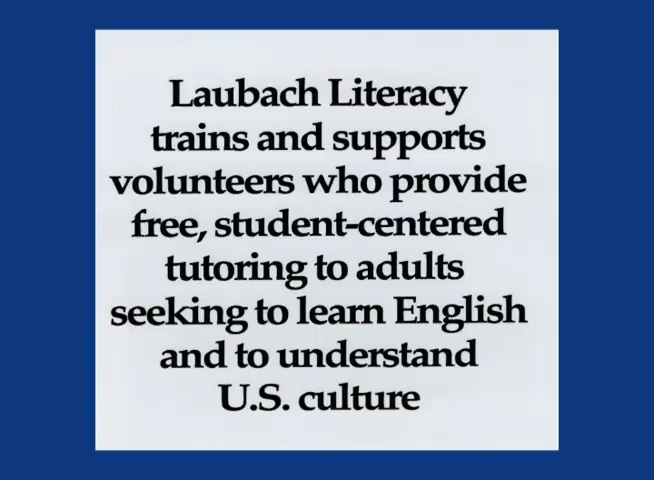 Laubach Literacy
trains and supports
volunteers who provide
free, student-centered
tutoring to adults
seeking to learn English
and to understand
U.S. culture